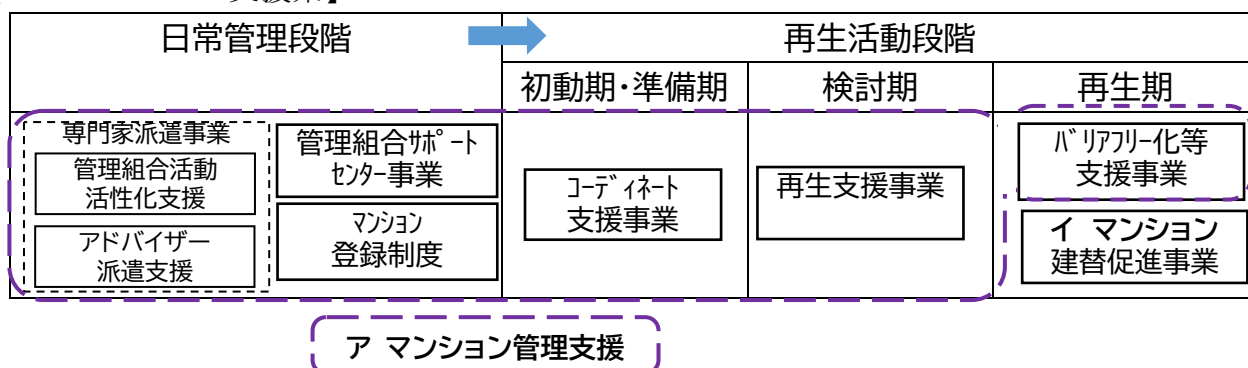 日常管理段階
再生活動段階
初動期・準備期
検討期
再生期
専門家派遣事業
管理組合活動
活性化支援
アドバイザー
派遣支援
管理組合ｻﾎﾟｰﾄ
ｾﾝﾀｰ事業
ﾏﾝｼｮﾝ
登録制度
ｺｰﾃﾞｨﾈｰﾄ
支援事業
再生支援事業
ﾊﾞﾘｱﾌﾘｰ化等
支援事業
イ マンション
建替促進事業
ア マンション管理支援